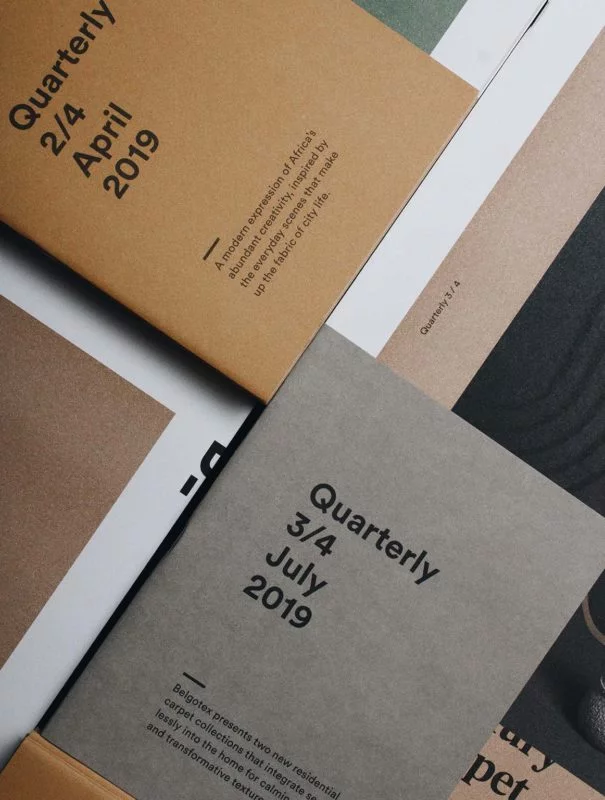 Quarterly
2/4
April
2019
A modern expression of Africa's
abundant creativity, inspired by
the everyday scenes that make
up the fabric of city life.
Quarterly 3/4
Quarterly
3/4
July
2019
Belgotex presents two new residential
carpet collections that integrate
lessly into the home for
and transformative